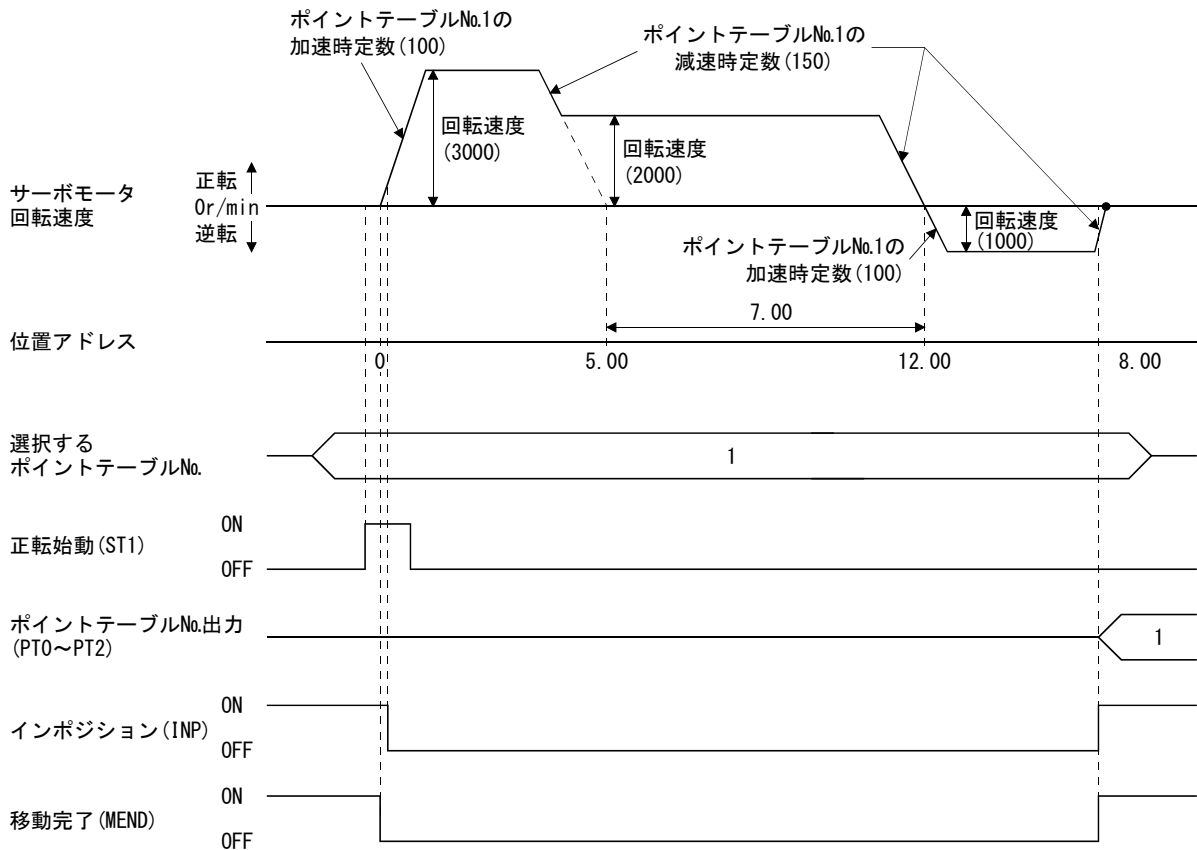 ポイントテーブル№1の
加速時定数(100)
ポイントテーブル№1の
減速時定数(150)
回転速度
(3000)
回転速度
(2000)
サーボモータ
回転速度
正転
0r/min
逆転
回転速度
(1000)
ポイントテーブル№1の
加速時定数(100)
7.00
位置アドレス
0
5.00
12.00
8.00
選択する
ポイントテーブル№.
1
正転始動(ST1)
ON
OFF
ポイントテーブル№出力
(PT0～PT2)
1
インポジション(INP)
ON
OFF
移動完了(MEND)
ON
OFF